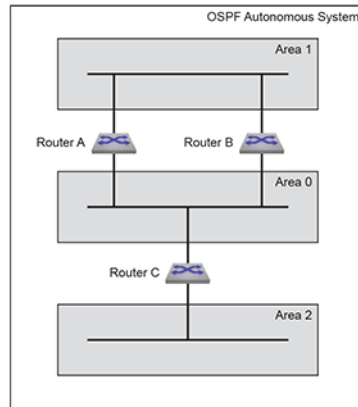 OSPF Autonomous System
Area 1
Router A
Router B
Area 0
Router C
Area 2